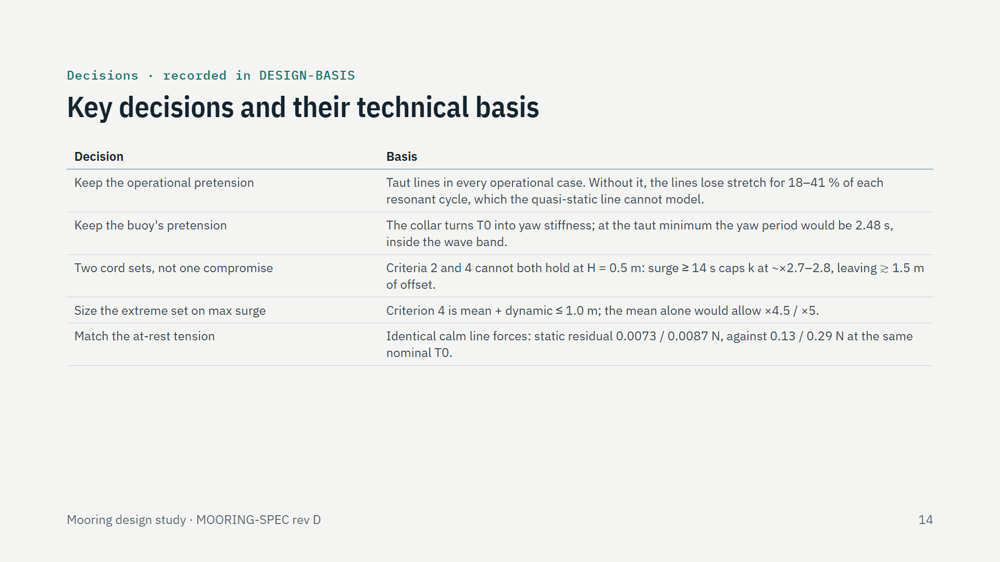 Decisions · recorded in DESIGN-BASIS
Key decisions and their technical basis
Decision Basis
Keep the operational pretension Taut lines in every operational case. Without it, the lines lose stretch for 18–41 % of each
resonant cycle, which the quasi-static line cannot model.
Keep the buoy's pretension The collar turns T0 into yaw stiffness; at the taut minimum the yaw period would be 2.48 s,
inside the wave band.
Two cord sets, not one compromise Criteria 2 and 4 cannot both hold at H = 0.5 m: surge ≥ 14 s caps k at ~×2.7–2.8, leaving ≳ 1.5 m
of offset.
Size the extreme set on max surge Criterion 4 is mean + dynamic ≤ 1.0 m; the mean alone would allow ×4.5 / ×5.
Match the at-rest tension Identical calm line forces: static residual 0.0073 / 0.0087 N, against 0.13 / 0.29 N at the same
nominal T0.
Mooring design study · MOORING-SPEC rev D 14